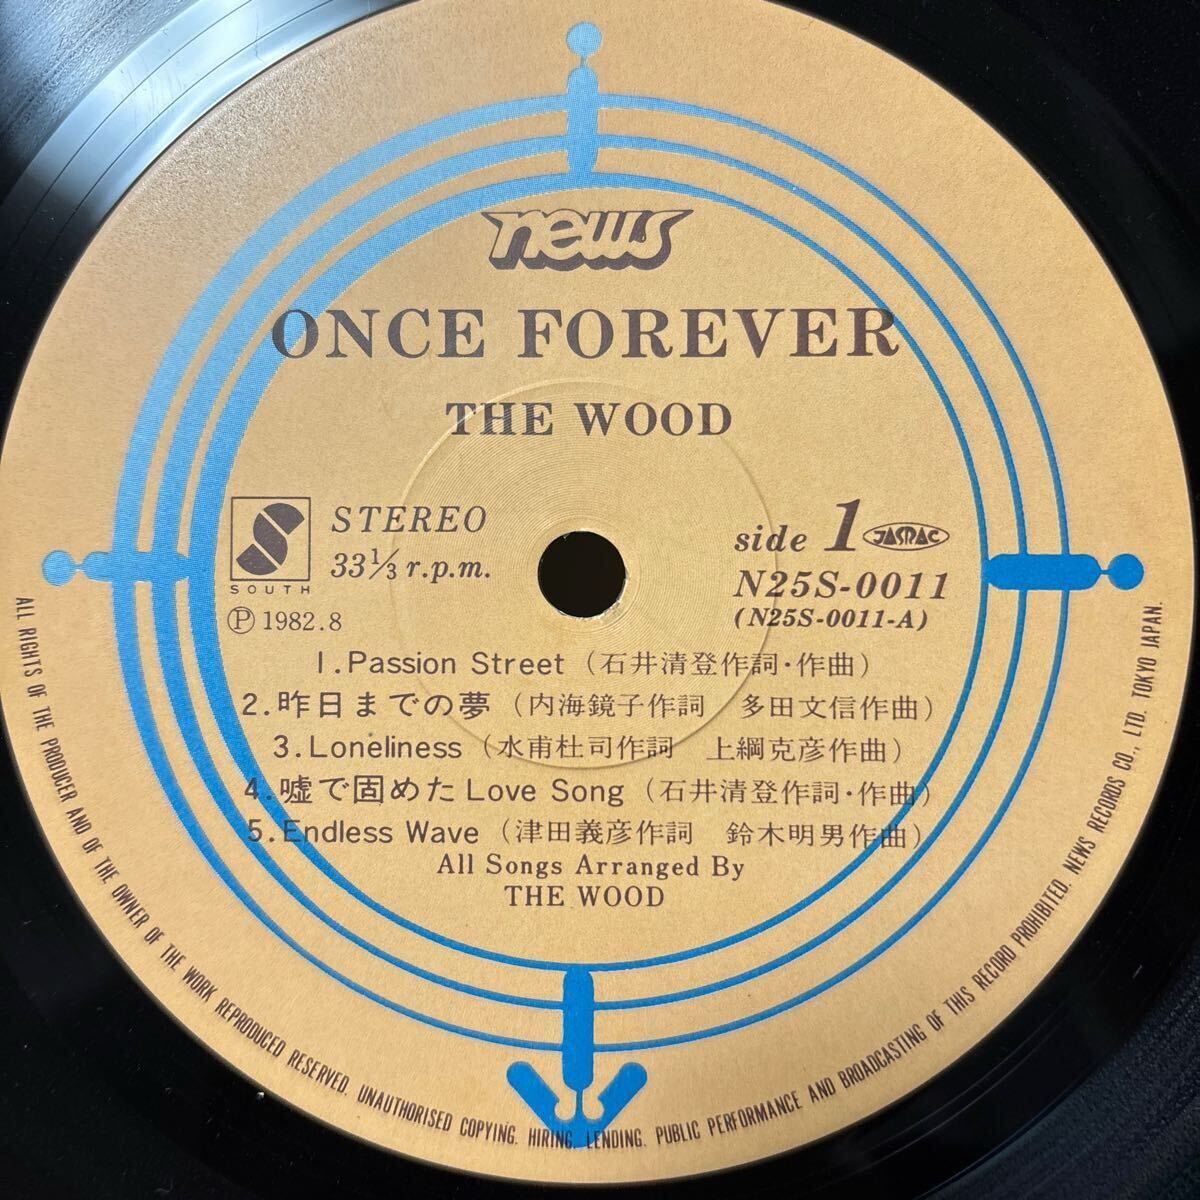 news
ONCE FOREVER
THE WOOD
S
SOUTH
STEREO
33 1/3 r.p.m.
side 1 JASRAC
N25S-0011
(N25S-0011-A)
Ⓟ 1982.8
1.Passion Street (石井清登作詞・作曲)
2.昨日までの夢 (内海鏡子作詞　多田文信作曲)
3.Loneliness (水甫杜司作詞　上綱克彦作曲)
4.嘘で固めたLove Song (石井清登作詞・作曲)
5.Endless Wave (津田義彦作詞　鈴木明男作曲)
All Songs Arranged By
THE WOOD
ALL RIGHTS OF THE PRODUCER AND OF THE OWNER OF THE WORK REPRODUCED RESERVED. UNAUTHORISED COPYING. HIRING. LENDING. PUBLIC PERFORMANCE AND BROADCASTING OF THIS RECORD PROHIBITED. NEWS RECORDS CO., LTD. TOKYO JAPAN.